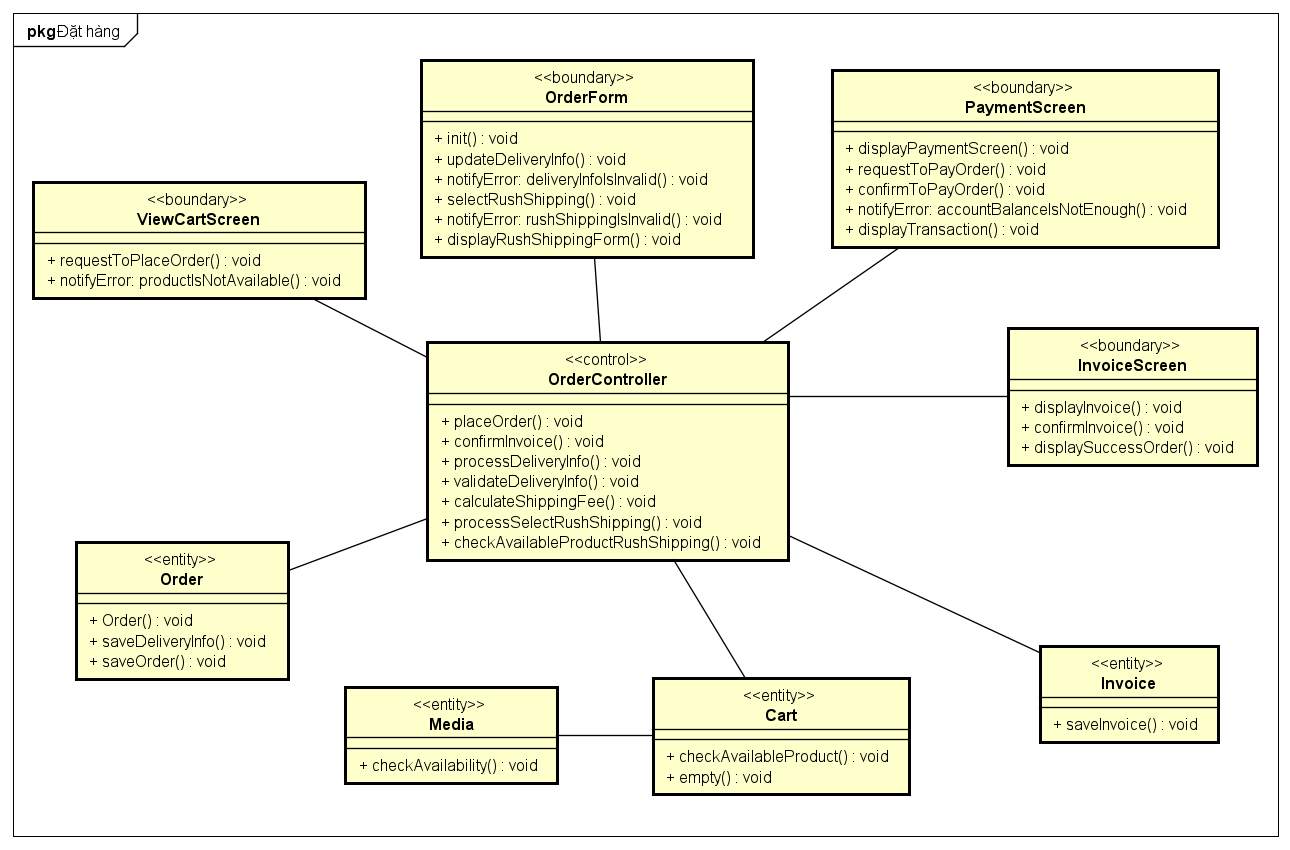 pkgĐặt hàng
<<boundary>>
OrderForm
+ init() : void
+ updateDeliveryInfo() : void
+ notifyError: deliveryInfoIsInvalid() : void
+ selectRushShipping() : void
+ notifyError: rushShippingIsInvalid() : void
+ displayRushShippingForm() : void
<<boundary>>
PaymentScreen
+ displayPaymentScreen() : void
+ requestToPayOrder() : void
+ confirmToPayOrder() : void
+ notifyError: accountBalanceIsNotEnough() : void
+ displayTransaction() : void
<<boundary>>
ViewCartScreen
+ requestToPlaceOrder() : void
+ notifyError: productIsNotAvailable() : void
<<control>>
OrderController
+ placeOrder() : void
+ confirmInvoice() : void
+ processDeliveryInfo() : void
+ validateDeliveryInfo() : void
+ calculateShippingFee() : void
+ processSelectRushShipping() : void
+ checkAvailableProductRushShipping() : void
<<boundary>>
InvoiceScreen
+ displayInvoice() : void
+ confirmInvoice() : void
+ displaySuccessOrder() : void
<<entity>>
Order
+ Order() : void
+ saveDeliveryInfo() : void
+ saveOrder() : void
<<entity>>
Media
+ checkAvailability() : void
<<entity>>
Cart
+ checkAvailableProduct() : void
+ empty() : void
<<entity>>
Invoice
+ saveInvoice() : void